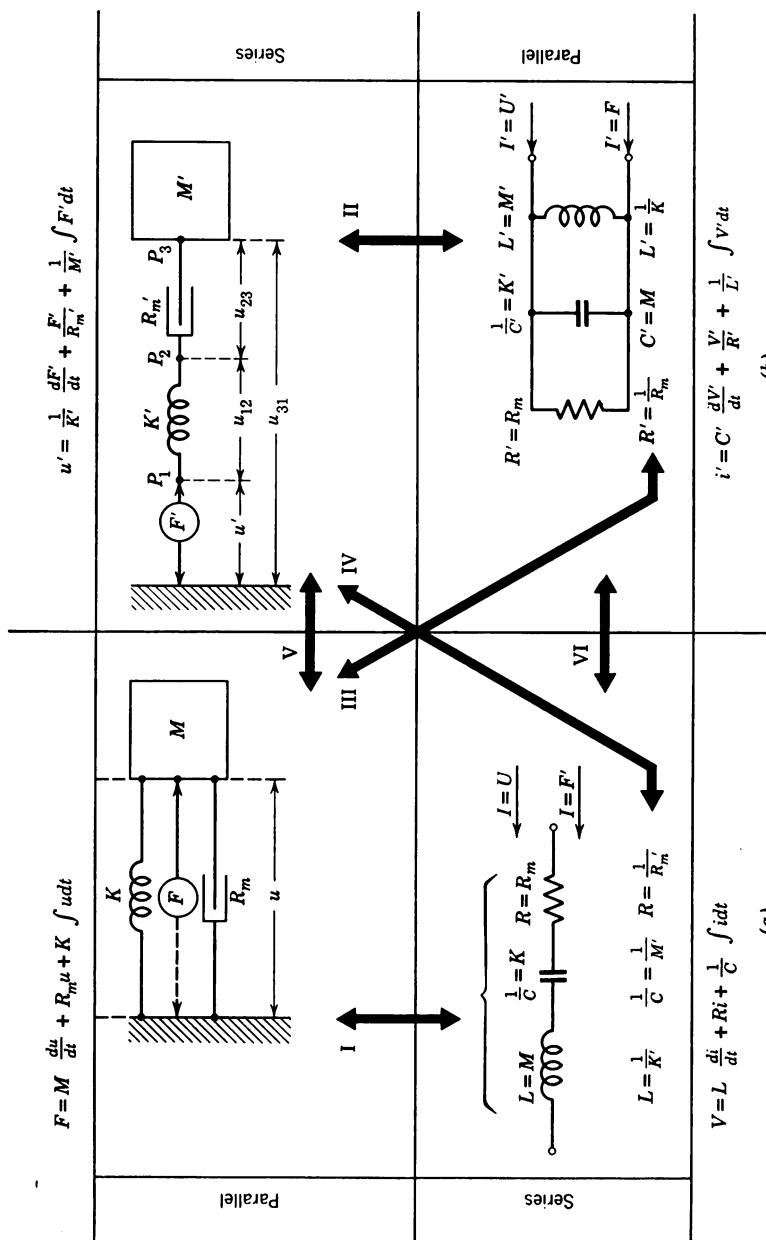 F = M du/dt + R_m u + K ∫ u dt
u' = 1/K' dF'/dt + F'/R_m' + 1/M' ∫ F' dt
Parallel
K
F
R_m
M
u
F'
P_1
K'
P_2
R_m'
P_3
M'
u'
u_12
u_23
u_31
Series
I
V
III
IV
II
VI
Series
L = M
1/C = K
R = R_m
I = U
I = F'
L = 1/K'
1/C = 1/M'
R = 1/R_m'
R' = R_m
1/C' = K'
L' = M'
I' = U'
R' = 1/R_m
C' = M
L' = 1/K
I' = F
Parallel
V = L di/dt + Ri + 1/C ∫ i dt
i' = C' dV'/dt + V'/R' + 1/L' ∫ V' dt
(a)
(b)